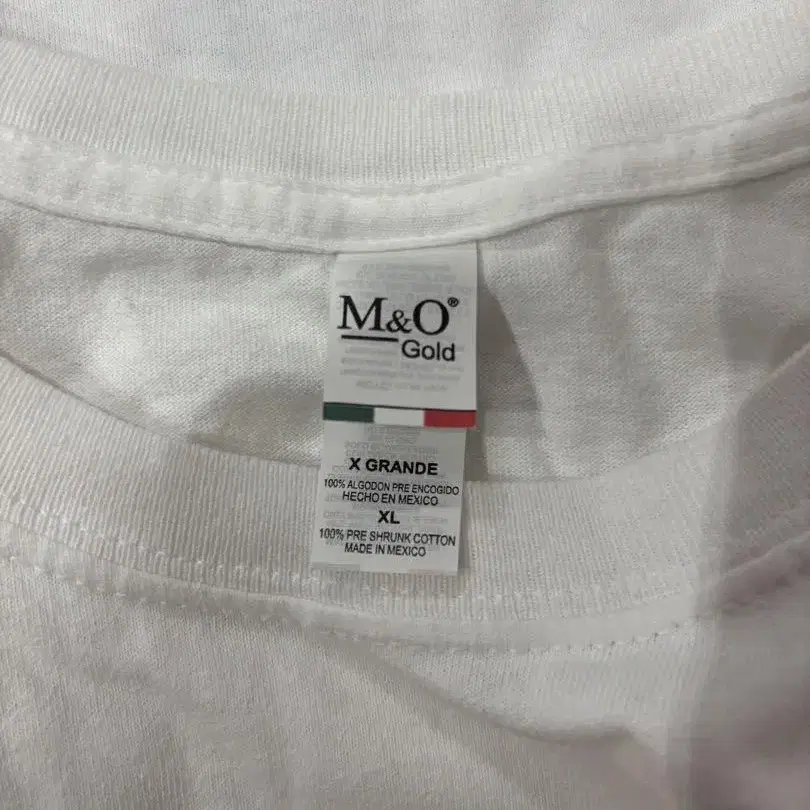 M&O®
Gold
X GRANDE
100% ALGODON PRE ENCOGIDO
HECHO EN MEXICO
XL
100% PRE SHRUNK COTTON
MADE IN MEXICO